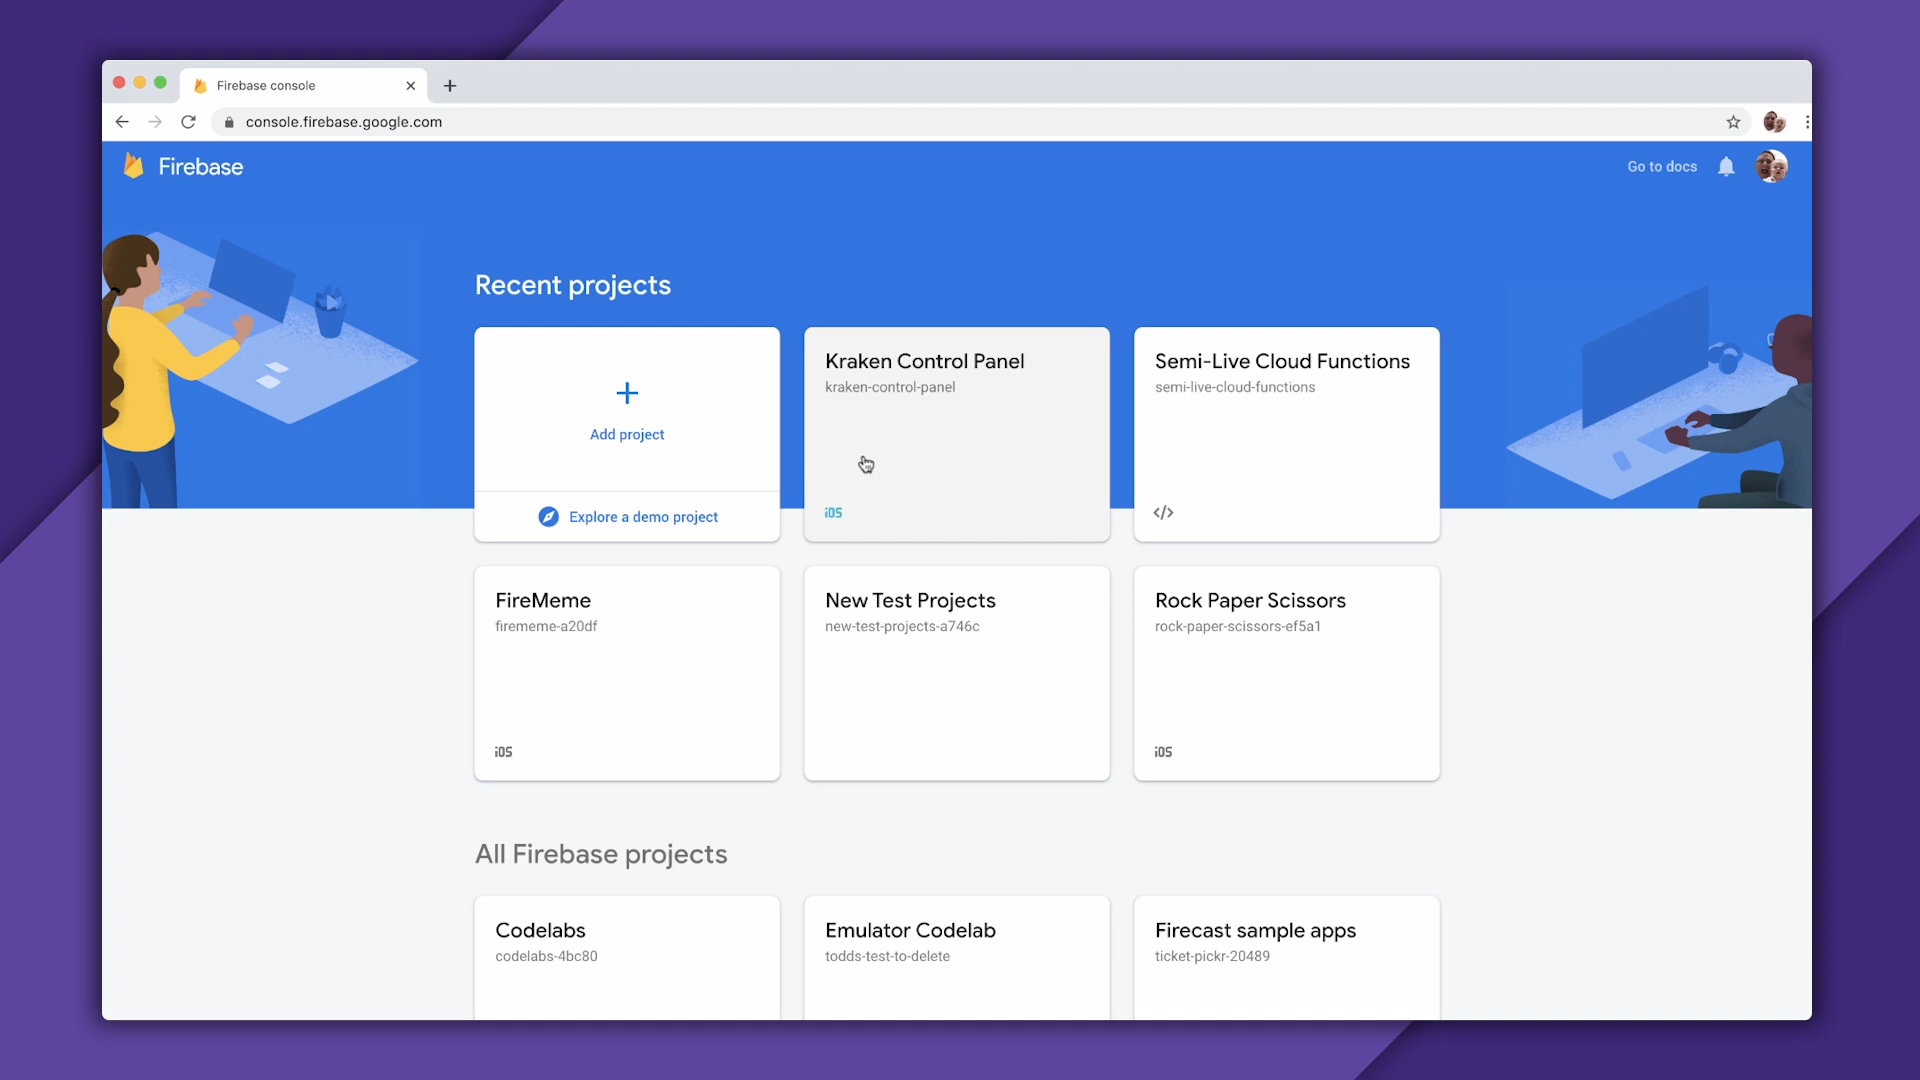 Firebase console
console.firebase.google.com
Firebase
Go to docs
Recent projects
Add project
Explore a demo project
Kraken Control Panel
kraken-control-panel
iOS
Semi-Live Cloud Functions
semi-live-cloud-functions
</>
FireMeme
firememe-a20df
iOS
New Test Projects
new-test-projects-a746c
Rock Paper Scissors
rock-paper-scissors-ef5a1
iOS
All Firebase projects
Codelabs
codelabs-4bc80
Emulator Codelab
todds-test-to-delete
Firecast sample apps
ticket-pickr-20489